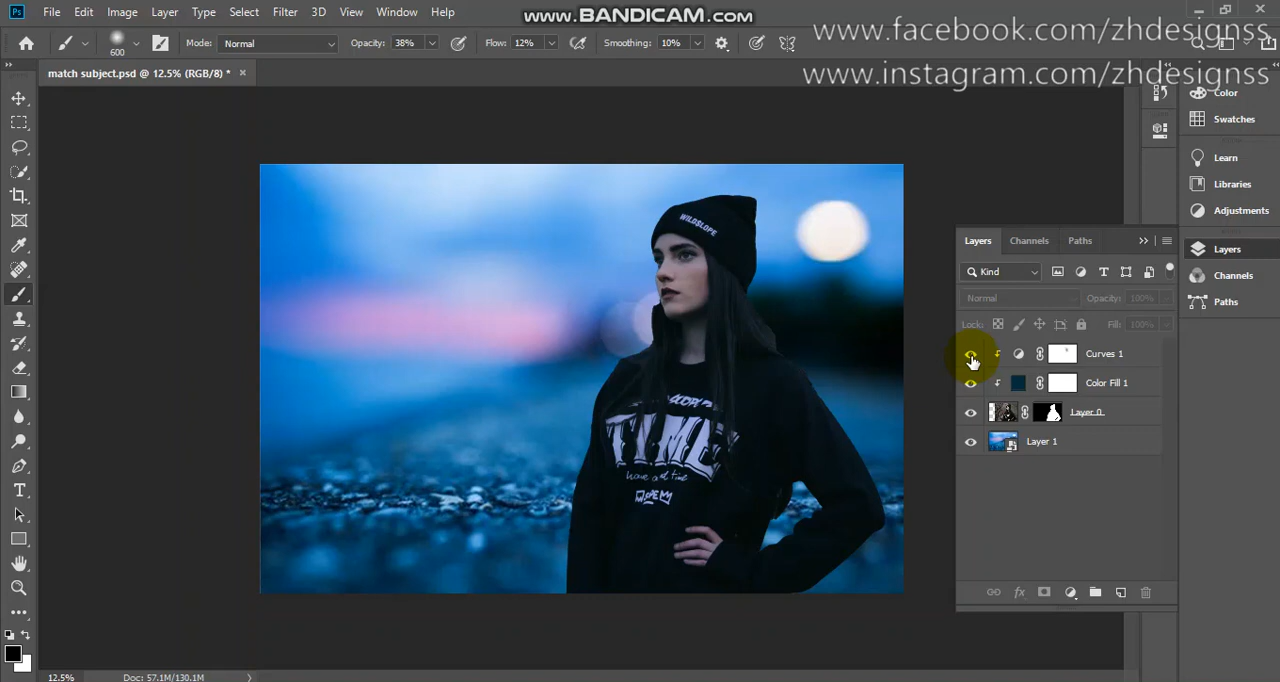 Ps File Edit Image Layer Type Select Filter 3D View Window Help
www.BANDICAM.com
www.facebook.com/zhdesignss
www.instagram.com/zhdesignss
600 Mode: Normal Opacity: 38% Flow: 12% Smoothing: 10%
match subject.psd @ 12.5% (RGB/8) *
Color
Swatches
Learn
Libraries
Adjustments
Layers
Channels
Paths
Layers Channels Paths
Kind
Normal Opacity: 100%
Lock: Fill: 100%
Curves 1
Color Fill 1
Layer 0
Layer 1
WILDSLOPE
TIME
have a d time
12.5% Doc: 57.1M/130.1M